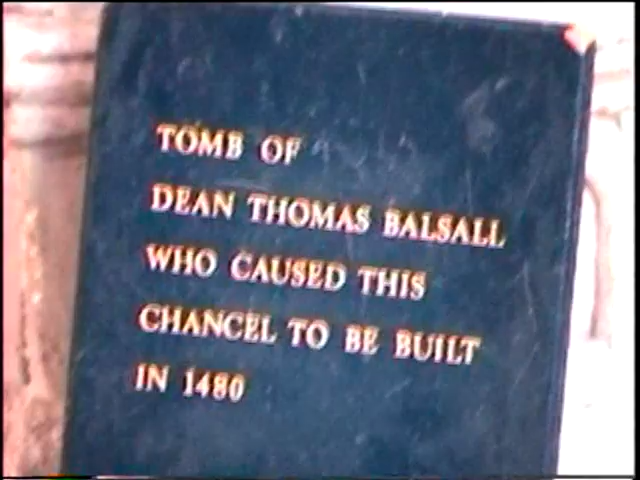 TOMB OF
DEAN THOMAS BALSALL
WHO CAUSED THIS
CHANCEL TO BE BUILT
IN 1480